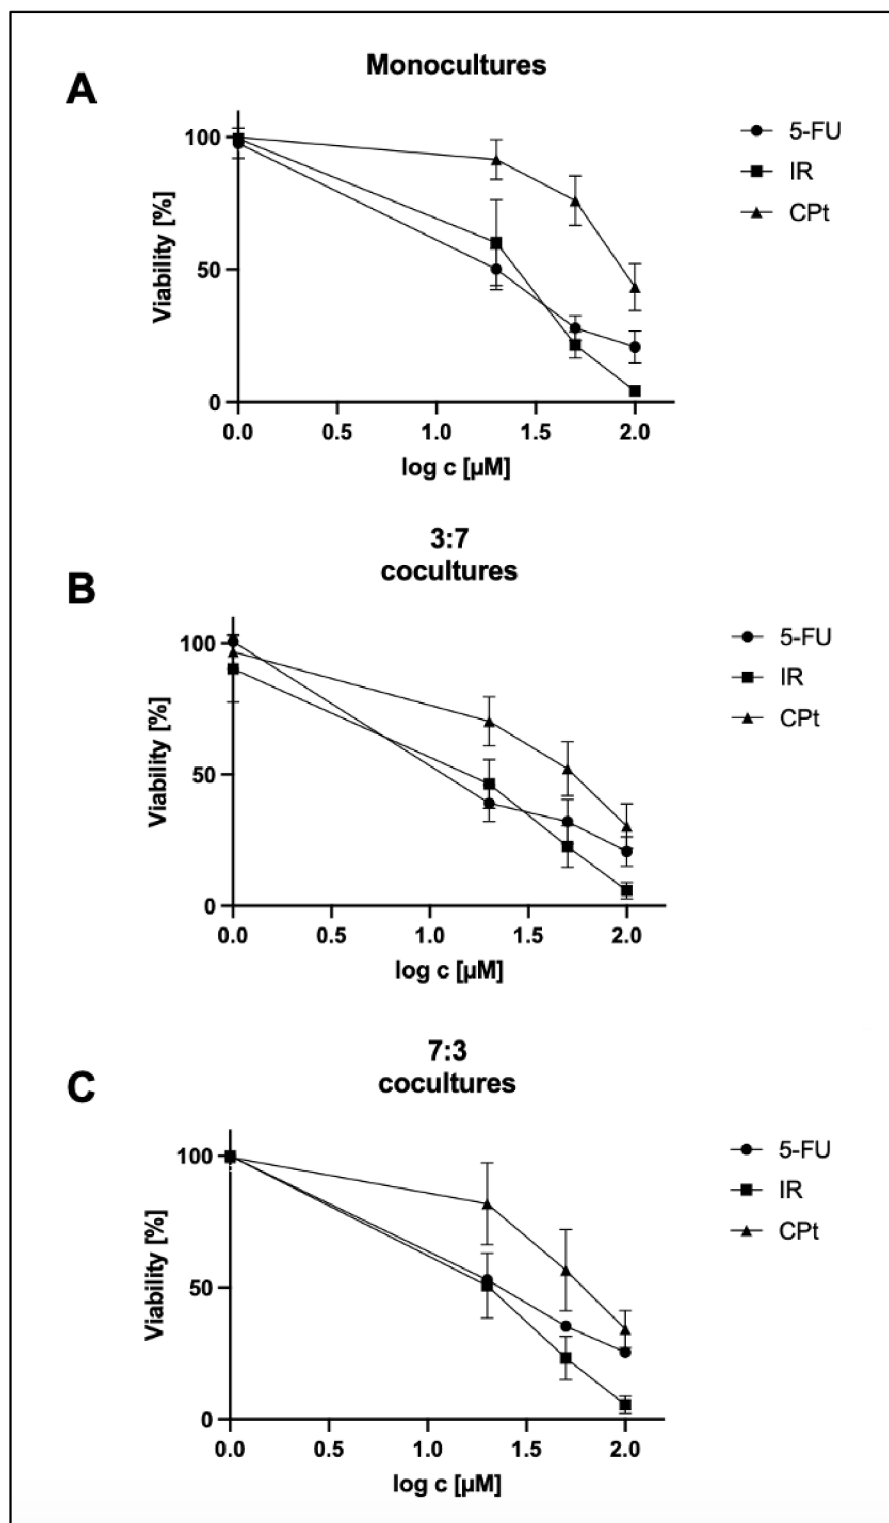 A
Monocultures
5-FU
IR
CPt
Viability [%]
100
50
0
0.0 0.5 1.0 1.5 2.0
log c [µM]
B
3:7
cocultures
5-FU
IR
CPt
Viability [%]
100
50
0
0.0 0.5 1.0 1.5 2.0
log c [µM]
C
7:3
cocultures
5-FU
IR
CPt
Viability [%]
100
50
0
0.0 0.5 1.0 1.5 2.0
log c [µM]